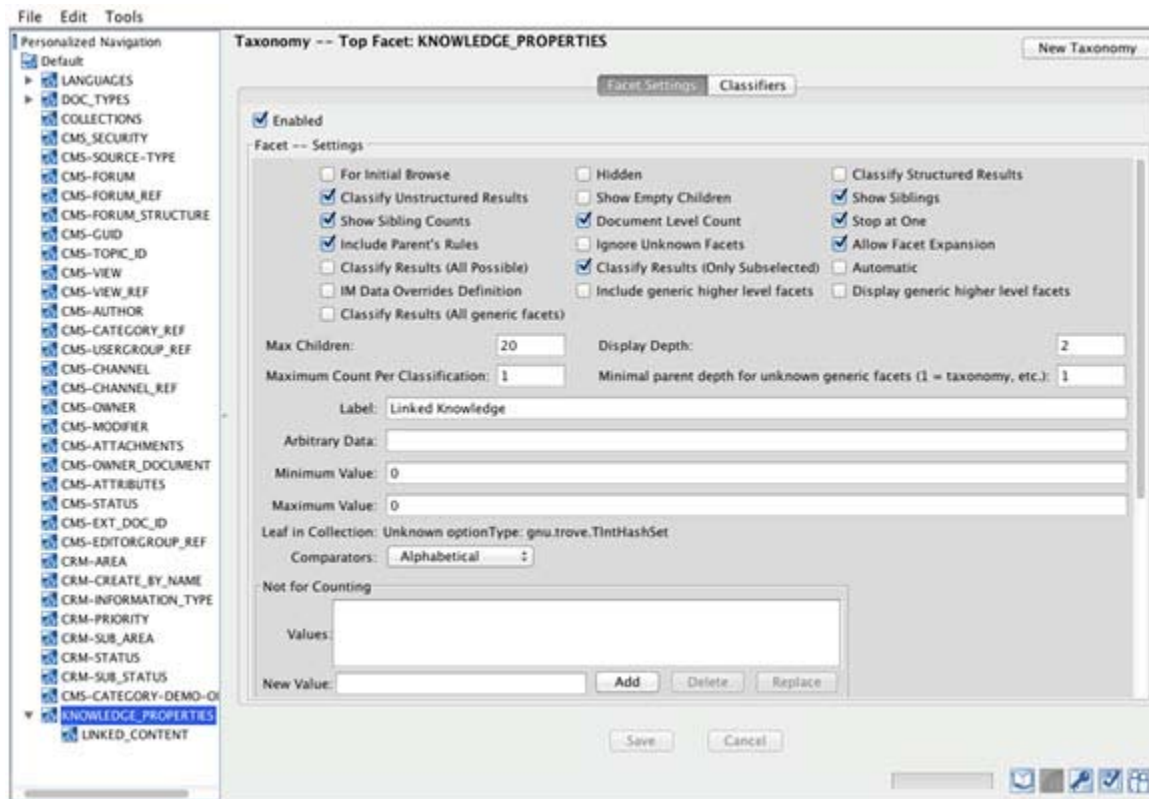 File Edit Tools
Personalized Navigation
Default
LANGUAGES
DOC_TYPES
COLLECTIONS
CMS_SECURITY
CMS-SOURCE-TYPE
CMS-FORUM
CMS-FORUM_REF
CMS-FORUM_STRUCTURE
CMS-GUID
CMS-TOPIC_ID
CMS-VIEW
CMS-VIEW_REF
CMS-AUTHOR
CMS-CATEGORY_REF
CMS-USERGROUP_REF
CMS-CHANNEL
CMS-CHANNEL_REF
CMS-OWNER
CMS-MODIFIER
CMS-ATTACHMENTS
CMS-OWNER_DOCUMENT
CMS-ATTRIBUTES
CMS-STATUS
CMS-EXT_DOC_ID
CMS-EDITORGROUP_REF
CRM-AREA
CRM-CREATE_BY_NAME
CRM-INFORMATION_TYPE
CRM-PRIORITY
CRM-SUB_AREA
CRM-STATUS
CRM-SUB_STATUS
CMS-CATEGORY-DEMO-O
KNOWLEDGE_PROPERTIES
LINKED_CONTENT
Taxonomy -- Top Facet: KNOWLEDGE_PROPERTIES
New Taxonomy
Facet Settings Classifiers
Enabled
Facet -- Settings
For Initial Browse Hidden Classify Structured Results
Classify Unstructured Results Show Empty Children Show Siblings
Show Sibling Counts Document Level Count Stop at One
Include Parent's Rules Ignore Unknown Facets Allow Facet Expansion
Classify Results (All Possible) Classify Results (Only Subselected) Automatic
IM Data Overrides Definition Include generic higher level facets Display generic higher level facets
Classify Results (All generic facets)
Max Children: 20 Display Depth: 2
Maximum Count Per Classification: 1 Minimal parent depth for unknown generic facets (1 = taxonomy, etc.): 1
Label: Linked Knowledge
Arbitrary Data:
Minimum Value: 0
Maximum Value: 0
Leaf in Collection: Unknown optionType: gnu.trove.TIntHashSet
Comparators: Alphabetical
Not for Counting
Values:
New Value: Add Delete Replace
Save Cancel